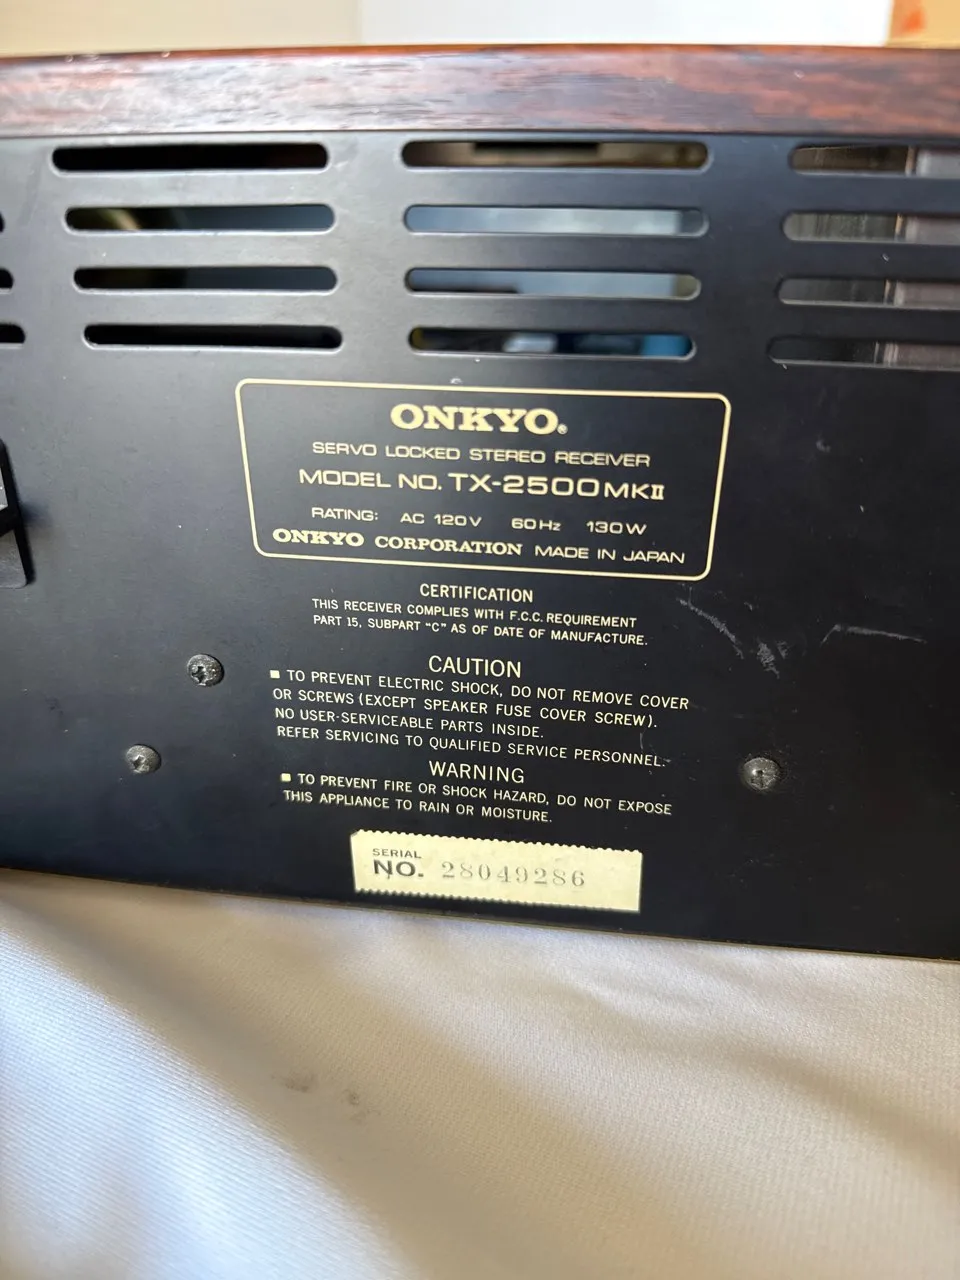 ONKYO®
SERVO LOCKED STEREO RECEIVER
MODEL NO. TX-2500MKII
RATING: AC 120V 60Hz 130W
ONKYO CORPORATION MADE IN JAPAN
CERTIFICATION
THIS RECEIVER COMPLIES WITH F.C.C. REQUIREMENT
PART 15, SUBPART "C" AS OF DATE OF MANUFACTURE.
CAUTION
■ TO PREVENT ELECTRIC SHOCK, DO NOT REMOVE COVER
OR SCREWS (EXCEPT SPEAKER FUSE COVER SCREW).
NO USER-SERVICEABLE PARTS INSIDE.
REFER SERVICING TO QUALIFIED SERVICE PERSONNEL.
WARNING
■ TO PREVENT FIRE OR SHOCK HAZARD, DO NOT EXPOSE
THIS APPLIANCE TO RAIN OR MOISTURE.
SERIAL
NO. 28049286